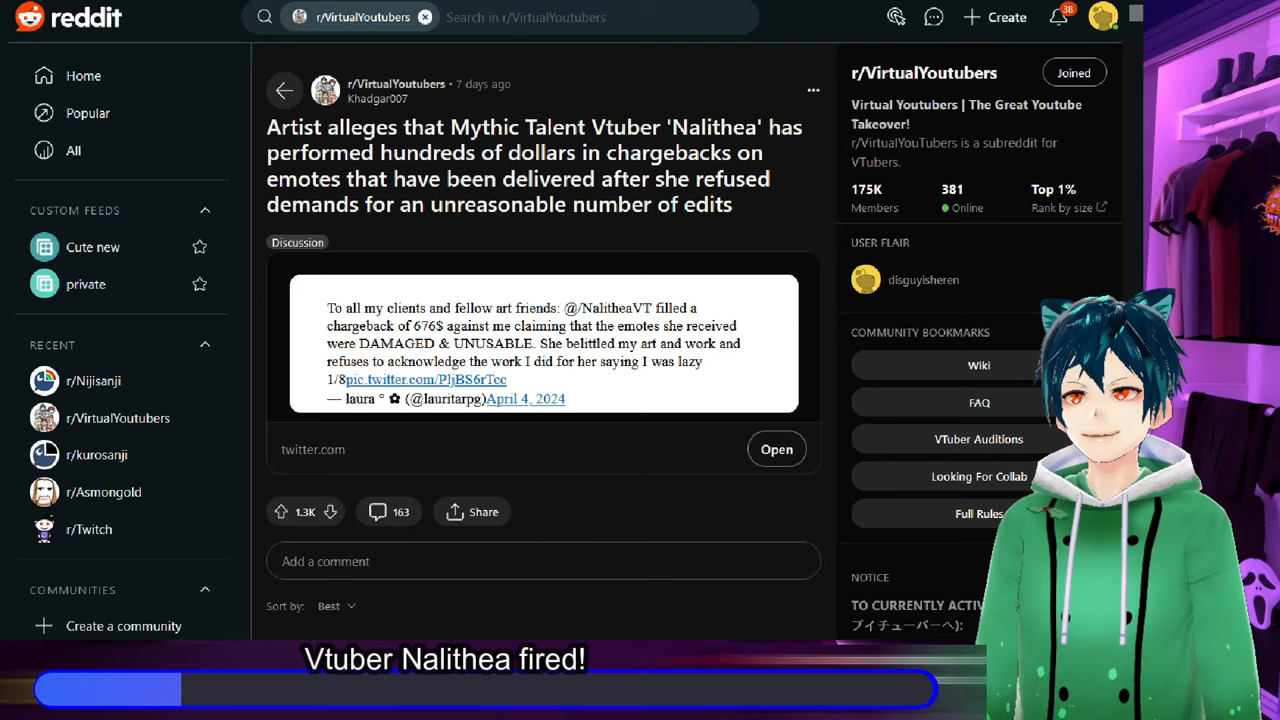 reddit
r/VirtualYoutubers
Search in r/VirtualYoutubers
Create
38
Home
Popular
All
CUSTOM FEEDS
Cute new
private
RECENT
r/Nijisanji
r/VirtualYoutubers
r/kurosanji
r/Asmongold
r/Twitch
COMMUNITIES
Create a community
r/VirtualYoutubers • 7 days ago
Khadgar007
Artist alleges that Mythic Talent Vtuber 'Nalithea' has
performed hundreds of dollars in chargebacks on
emotes that have been delivered after she refused
demands for an unreasonable number of edits
Discussion
To all my clients and fellow art friends: @/NalitheaVT filled a
chargeback of 676$ against me claiming that the emotes she received
were DAMAGED & UNUSABLE. She belittled my art and work and
refuses to acknowledge the work I did for her saying I was lazy
1/8pic.twitter.com/PljBS6rTcc
— laura ° ✿ (@lauritarpg)April 4, 2024
twitter.com
Open
1.3K
163
Share
Add a comment
Sort by: Best
r/VirtualYoutubers
Joined
Virtual Youtubers | The Great Youtube
Takeover!
r/VirtualYoutubers is a subreddit for
VTubers.
175K 381 Top 1%
Members Online Rank by size
USER FLAIR
disguyisheren
COMMUNITY BOOKMARKS
Wiki
FAQ
VTuber Auditions
Looking For Collab
Full Rules
NOTICE
TO CURRENTLY ACTIV
ブイチューバーへ):
Vtuber Nalithea fired!